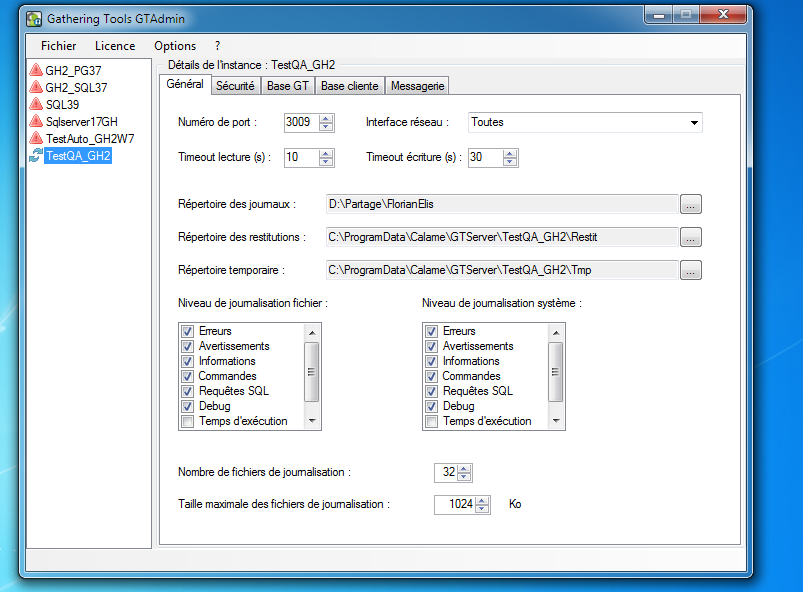 Gathering Tools GTAdmin
Fichier Licence Options ?
GH2_PG37
GH2_SQL37
SQL39
Sqlserver17GH
TestAuto_GH2W7
TestQA_GH2
Détails de l'instance : TestQA_GH2
Général Sécurité Base GT Base cliente Messagerie
Numéro de port : 3009 Interface réseau : Toutes
Timeout lecture (s) : 10 Timeout écriture (s) : 30
Répertoire des journaux : D:\Partage\FlorianElis ...
Répertoire des restitutions : C:\ProgramData\Calame\GTServer\TestQA_GH2\Restit ...
Répertoire temporaire : C:\ProgramData\Calame\GTServer\TestQA_GH2\Tmp ...
Niveau de journalisation fichier : Niveau de journalisation système :
Erreurs Erreurs
Avertissements Avertissements
Informations Informations
Commandes Commandes
Requêtes SQL Requêtes SQL
Debug Debug
Temps d'exécution Temps d'exécution
Nombre de fichiers de journalisation : 32
Taille maximale des fichiers de journalisation : 1024 Ko